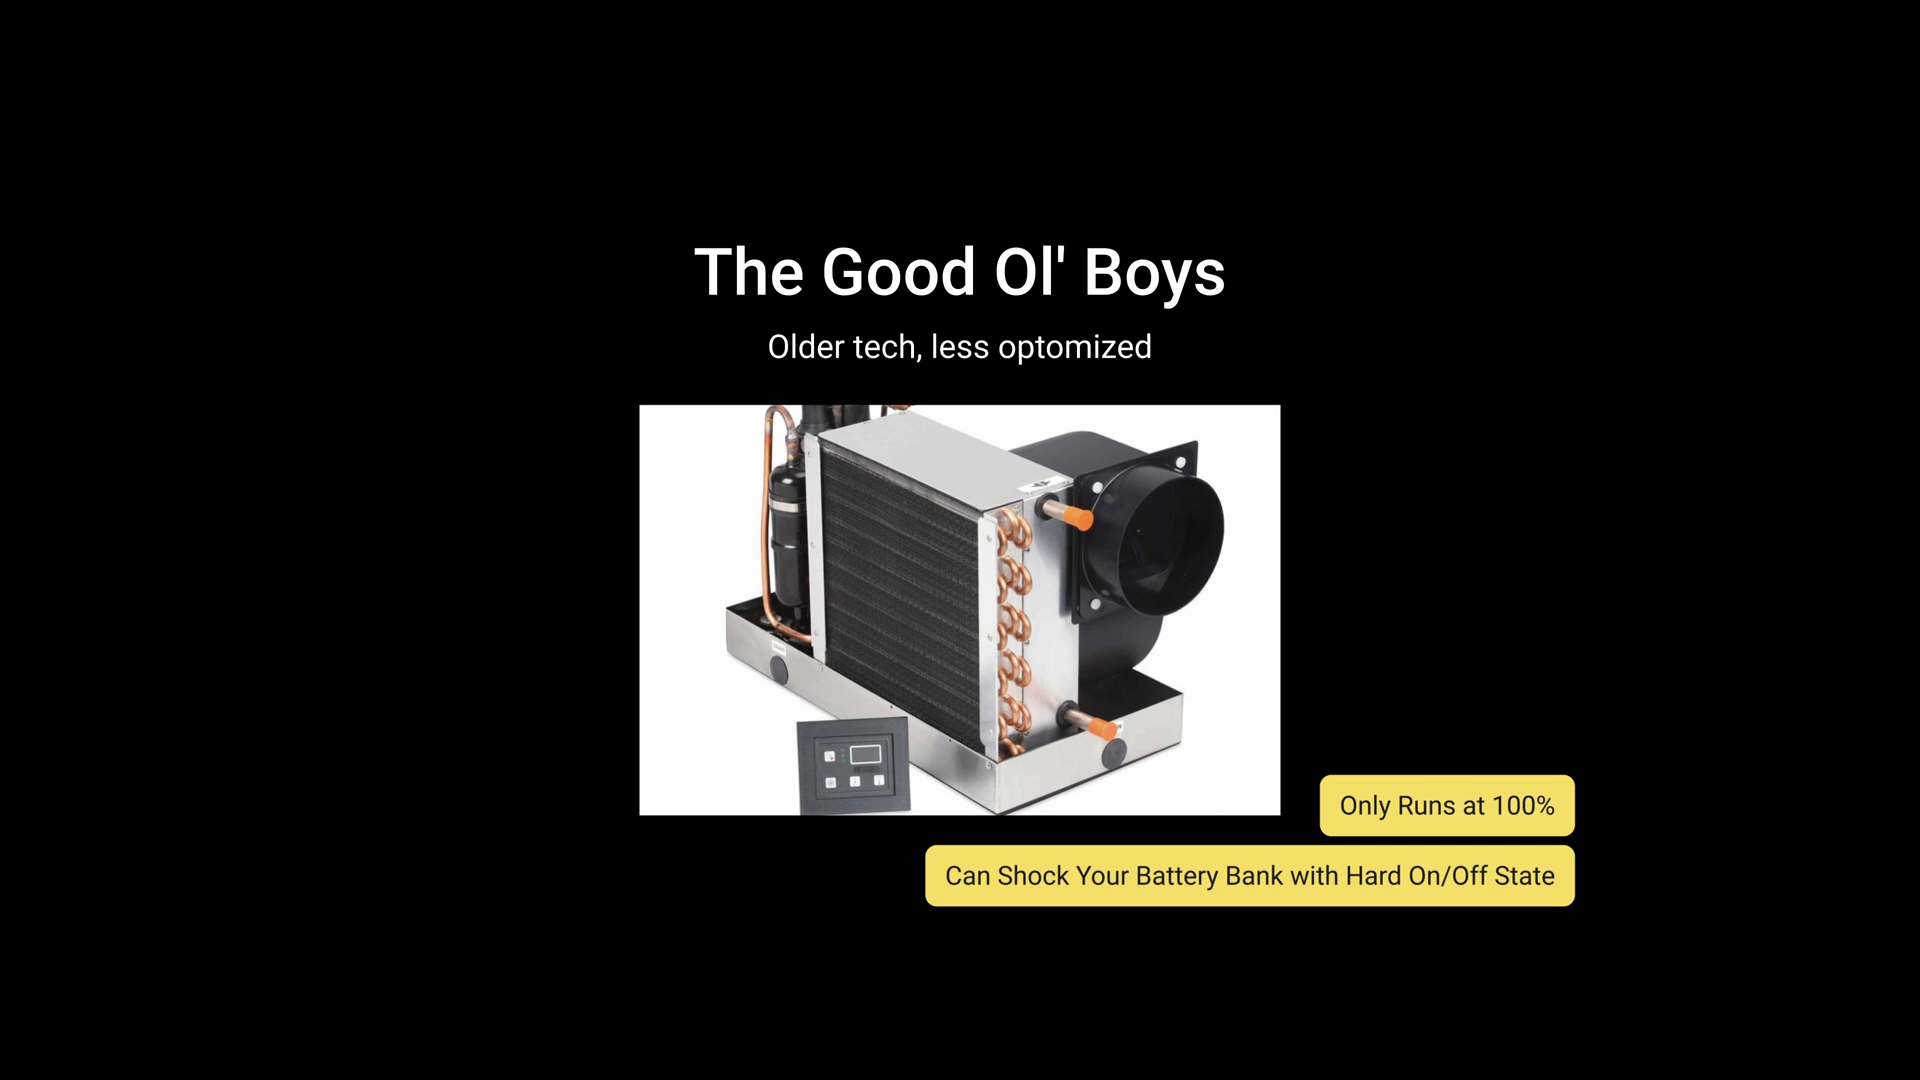 The Good Ol' Boys
Older tech, less optomized
Only Runs at 100%
Can Shock Your Battery Bank with Hard On/Off State